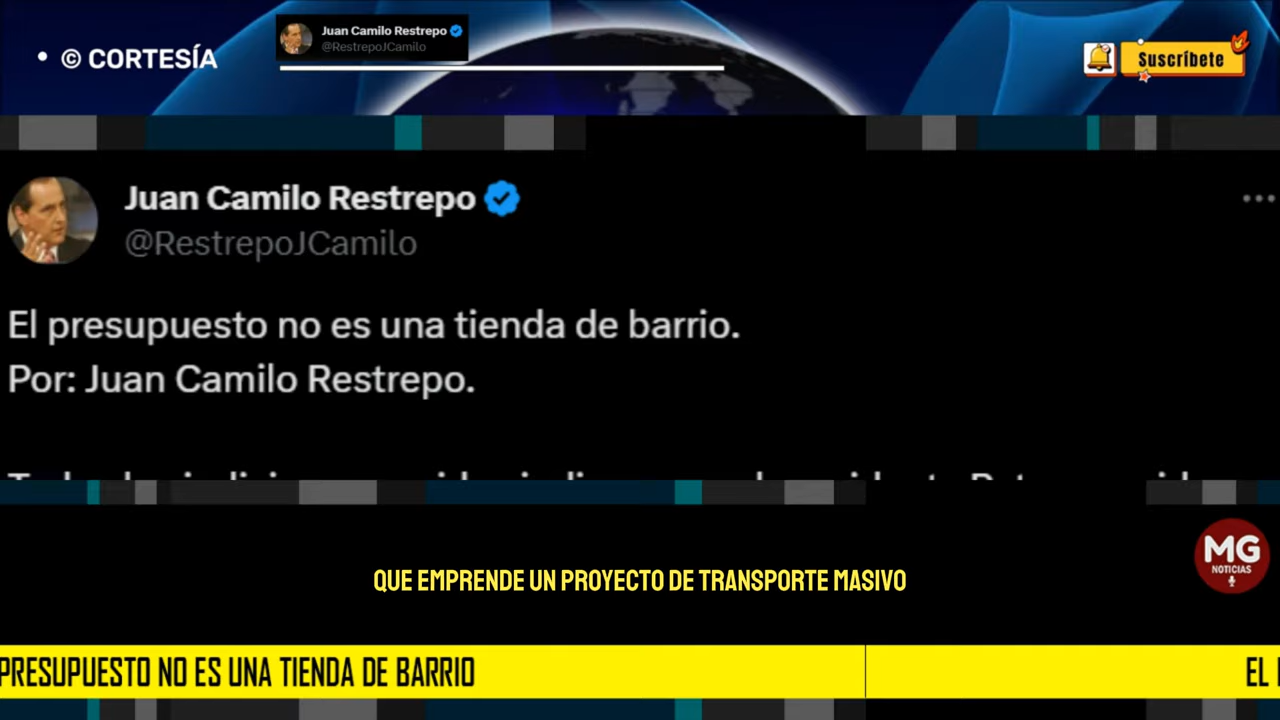 • © CORTESÍA
Juan Camilo Restrepo
@RestrepoJCamilo
Suscríbete
Juan Camilo Restrepo
@RestrepoJCamilo
El presupuesto no es una tienda de barrio.
Por: Juan Camilo Restrepo.
QUE EMPRENDE UN PROYECTO DE TRANSPORTE MASIVO
MG
NOTICIAS
PRESUPUESTO NO ES UNA TIENDA DE BARRIO
EL